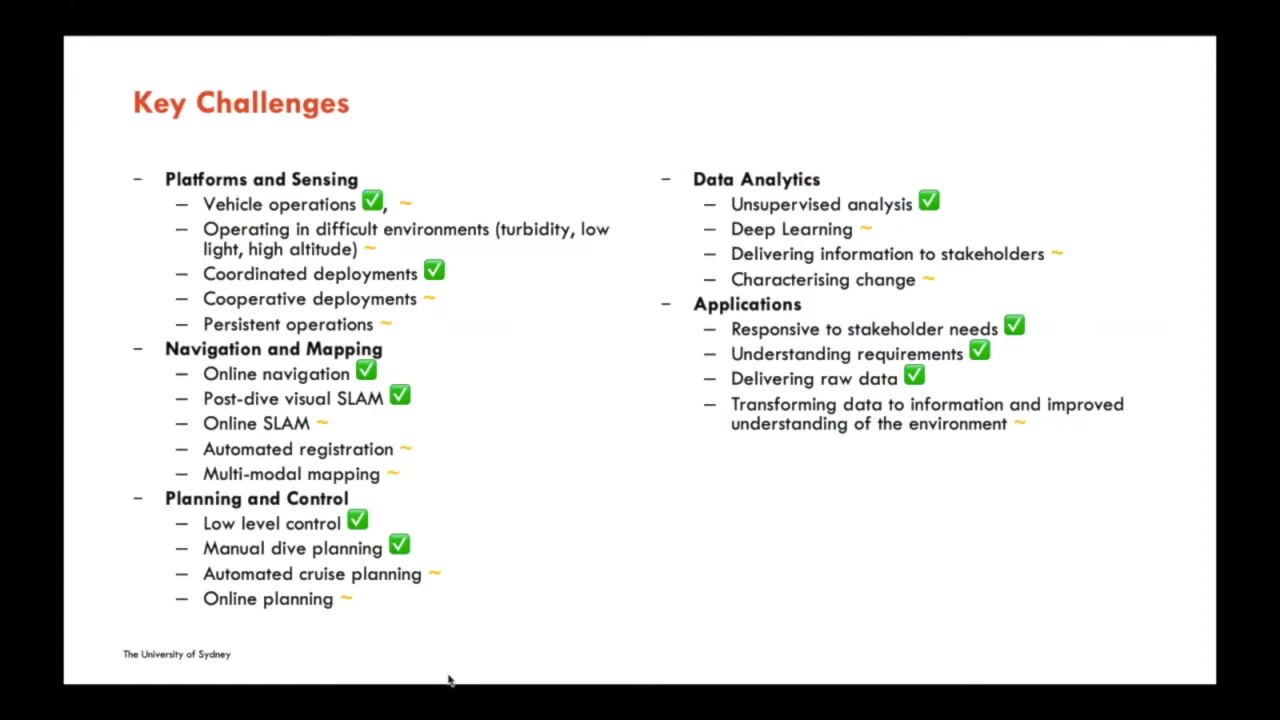 Key Challenges
– Platforms and Sensing
– Vehicle operations ✅, ~
– Operating in difficult environments (turbidity, low
light, high altitude) ~
– Coordinated deployments ✅
– Cooperative deployments ~
– Persistent operations ~
– Navigation and Mapping
– Online navigation ✅
– Post-dive visual SLAM ✅
– Online SLAM ~
– Automated registration ~
– Multi-modal mapping ~
– Planning and Control
– Low level control ✅
– Manual dive planning ✅
– Automated cruise planning ~
– Online planning ~
– Data Analytics
– Unsupervised analysis ✅
– Deep Learning ~
– Delivering information to stakeholders ~
– Characterising change ~
– Applications
– Responsive to stakeholder needs ✅
– Understanding requirements ✅
– Delivering raw data ✅
– Transforming data to information and improved
understanding of the environment ~
The University of Sydney